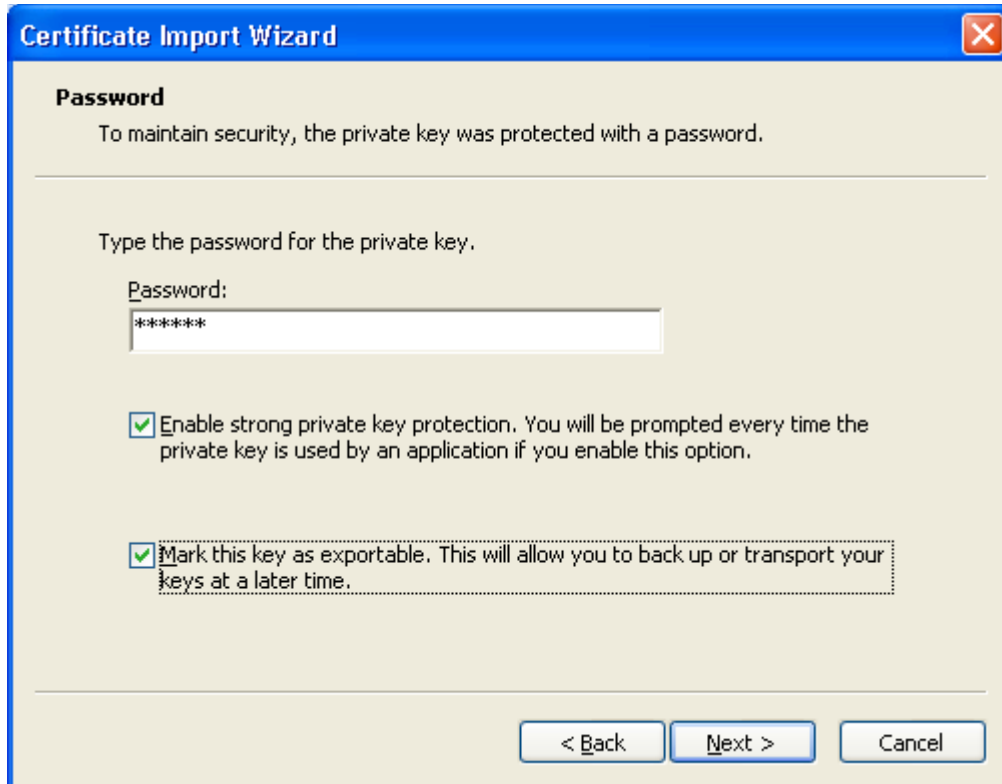 Certificate Import Wizard
Password
To maintain security, the private key was protected with a password.
Type the password for the private key.
Password:
******
Enable strong private key protection. You will be prompted every time the
private key is used by an application if you enable this option.
Mark this key as exportable. This will allow you to back up or transport your
keys at a later time.
< Back
Next >
Cancel